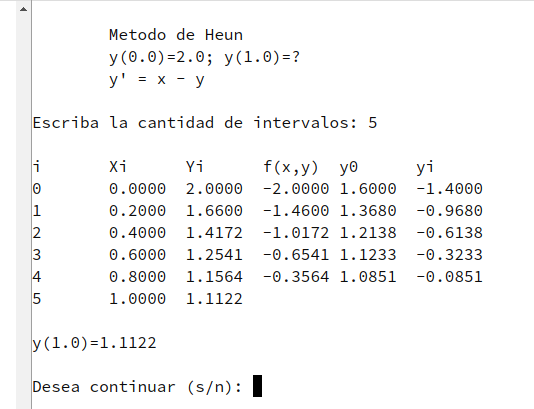 Metodo de Heun
y(0.0)=2.0; y(1.0)=?
y' = x - y
Escriba la cantidad de intervalos: 5
i Xi Yi f(x,y) y0 yi
0 0.0000 2.0000 -2.0000 1.6000 -1.4000
1 0.2000 1.6600 -1.4600 1.3680 -0.9680
2 0.4000 1.4172 -1.0172 1.2138 -0.6138
3 0.6000 1.2541 -0.6541 1.1233 -0.3233
4 0.8000 1.1564 -0.3564 1.0851 -0.0851
5 1.0000 1.1122
y(1.0)=1.1122
Desea continuar (s/n):